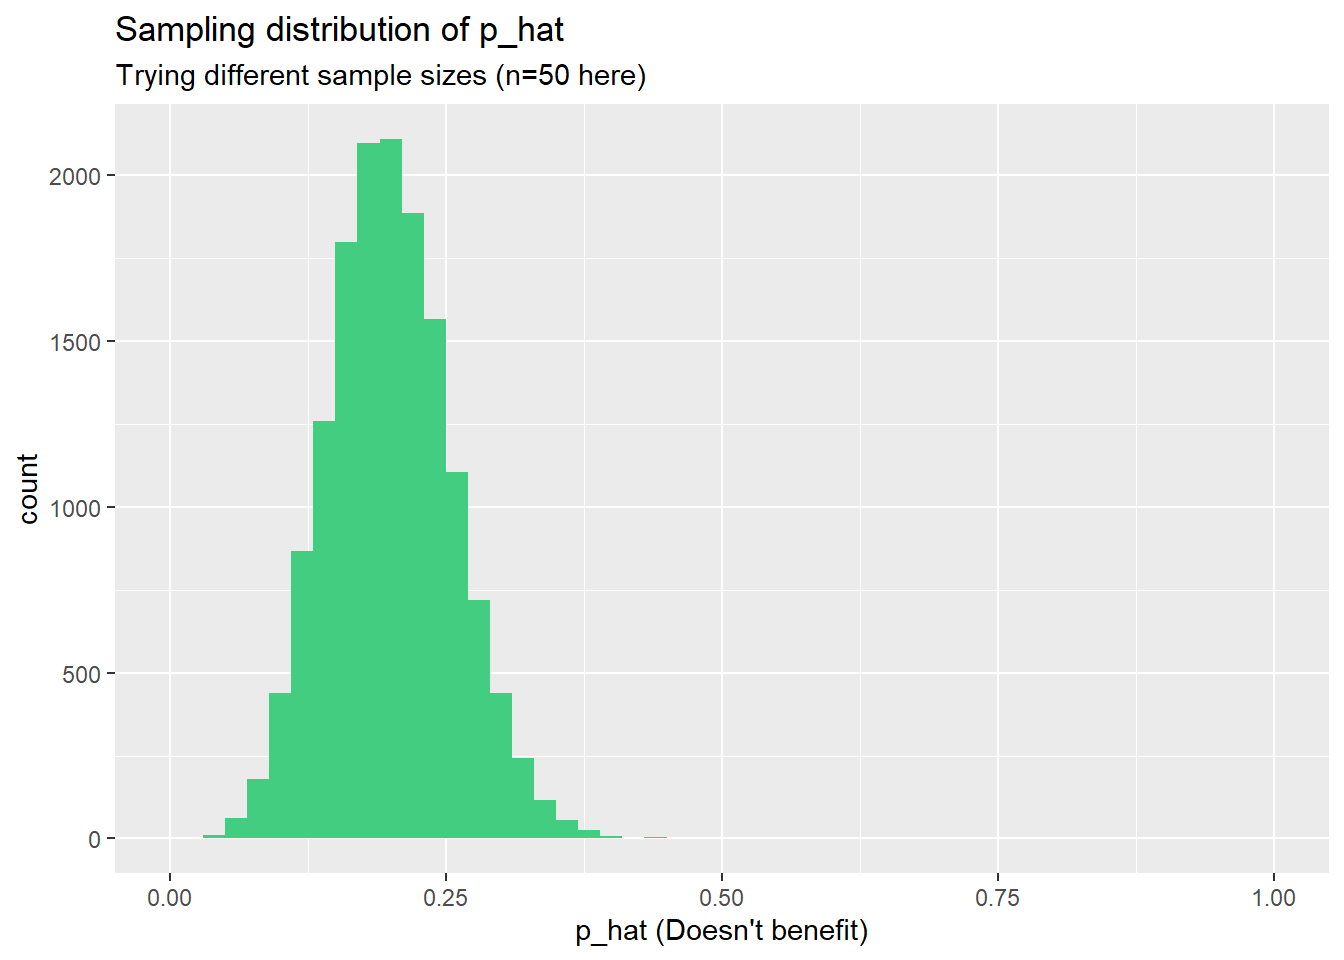 Sampling distribution of p_hat
Trying different sample sizes (n=50 here)
2000
1500
1000
500
0
count
0.00 0.25 0.50 0.75 1.00
p_hat (Doesn't benefit)